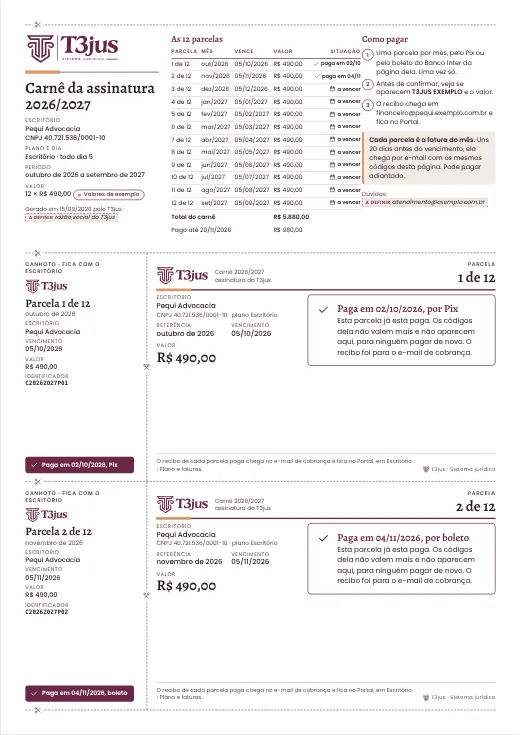 T3jus
SISTEMA JURÍDICO
Carnê da assinatura
2026/2027
ESCRITÓRIO
Pequi Advocacia
CNPJ 40.721.536/0001-10
PLANO E DIA
Escritório · todo dia 5
PERÍODO
outubro de 2026 a setembro de 2027
VALOR
12 × R$ 490,00 Valores de exemplo
Gerado em 15/09/2026 pelo T3jus ·
A DEFINIR razão social do T3jus
As 12 parcelas
PARCELA MÊS VENCE VALOR SITUAÇÃO
1 de 12 out/2026 05/10/2026 R$ 490,00 paga em 02/10
2 de 12 nov/2026 05/11/2026 R$ 490,00 paga em 04/11
3 de 12 dez/2026 05/12/2026 R$ 490,00 a vencer
4 de 12 jan/2027 05/01/2027 R$ 490,00 a vencer
5 de 12 fev/2027 05/02/2027 R$ 490,00 a vencer
6 de 12 mar/2027 05/03/2027 R$ 490,00 a vencer
7 de 12 abr/2027 05/04/2027 R$ 490,00 a vencer
8 de 12 mai/2027 05/05/2027 R$ 490,00 a vencer
9 de 12 jun/2027 05/06/2027 R$ 490,00 a vencer
10 de 12 jul/2027 05/07/2027 R$ 490,00 a vencer
11 de 12 ago/2027 05/08/2027 R$ 490,00 a vencer
12 de 12 set/2027 05/09/2027 R$ 490,00 a vencer
Total do carnê R$ 5.880,00
Pago até 20/11/2026 R$ 980,00
Como pagar
1 Uma parcela por mês, pelo Pix ou
pelo boleto do Banco Inter da
página dela. Uma vez só.
2 Antes de confirmar, veja se
aparecem T3JUS EXEMPLO e o valor.
3 O recibo chega em
financeiro@pequi.exemplo.com.br e
fica no Portal.
Cada parcela é a fatura do mês. Uns
20 dias antes do vencimento, ela
chega por e-mail com os mesmos
códigos desta página. Pode pagar
adiantado.
Dúvidas:
A DEFINIR atendimento@exemplo.com.br
CANHOTO · FICA COM O
ESCRITÓRIO
T3jus
Parcela 1 de 12
outubro de 2026
ESCRITÓRIO
Pequi Advocacia
VENCIMENTO
05/10/2026
VALOR
R$ 490,00
IDENTIFICADOR
C20262027P01
Paga em 02/10/2026, Pix
T3jus
Carnê 2026/2027
assinatura do T3jus
PARCELA
1 de 12
ESCRITÓRIO
Pequi Advocacia
CNPJ 40.721.536/0001-10 · plano Escritório
REFERÊNCIA VENCIMENTO
outubro de 2026 05/10/2026
VALOR
R$ 490,00
Paga em 02/10/2026, por Pix
Esta parcela já está paga. Os códigos
dela não valem mais e não aparecem
aqui, para ninguém pagar de novo. O
recibo foi para o e-mail de cobrança.
O recibo de cada parcela paga chega no e-mail de cobrança e fica no Portal, em Escritório
› Plano e faturas.
T3jus · Sistema jurídico
CANHOTO · FICA COM O
ESCRITÓRIO
T3jus
Parcela 2 de 12
novembro de 2026
ESCRITÓRIO
Pequi Advocacia
VENCIMENTO
05/11/2026
VALOR
R$ 490,00
IDENTIFICADOR
C20262027P02
Paga em 04/11/2026, boleto
T3jus
Carnê 2026/2027
assinatura do T3jus
PARCELA
2 de 12
ESCRITÓRIO
Pequi Advocacia
CNPJ 40.721.536/0001-10 · plano Escritório
REFERÊNCIA VENCIMENTO
novembro de 2026 05/11/2026
VALOR
R$ 490,00
Paga em 04/11/2026, por boleto
Esta parcela já está paga. Os códigos
dela não valem mais e não aparecem
aqui, para ninguém pagar de novo. O
recibo foi para o e-mail de cobrança.
O recibo de cada parcela paga chega no e-mail de cobrança e fica no Portal, em Escritório
› Plano e faturas.
T3jus · Sistema jurídico